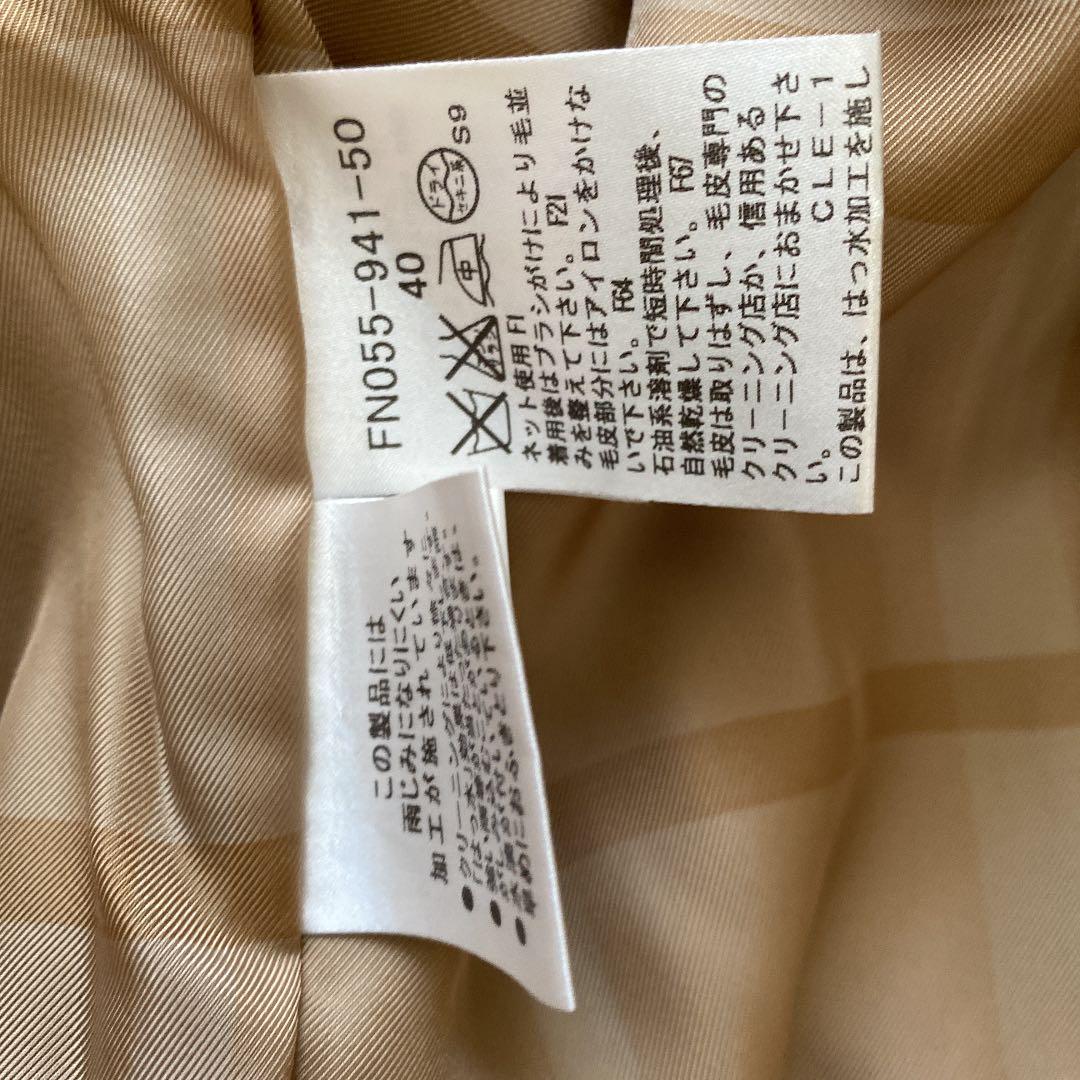 FN055-941-50
40
ドライ
セキユ系
S9
中
ネット使用 F1
着用後はブラシがけにより毛並
みを整えて下さい。 F21
毛皮部分にはアイロンをかけな
いで下さい。 F64
石油系溶剤で短時間処理後、
自然乾燥して下さい。 F67
毛皮は取りはずし、毛皮専門の
クリーニング店か、信用ある
クリーニング店におまかせ下さ
い。 CLE-1
この製品は、はっ水加工を施し
この製品には
雨じみになりにくい
加工が施されています